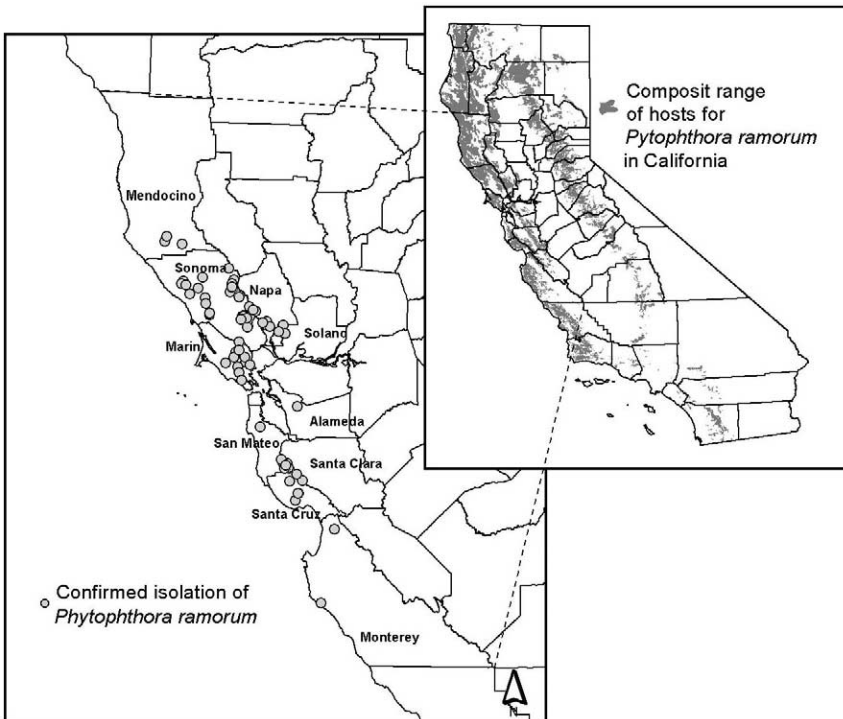 Composit range
of hosts for
Pytophthora ramorum
in California
Mendocino
Sonoma
Napa
Solano
Marin
Alameda
San Mateo
Santa Clara
Santa Cruz
Confirmed isolation of
Phytophthora ramorum
Monterey